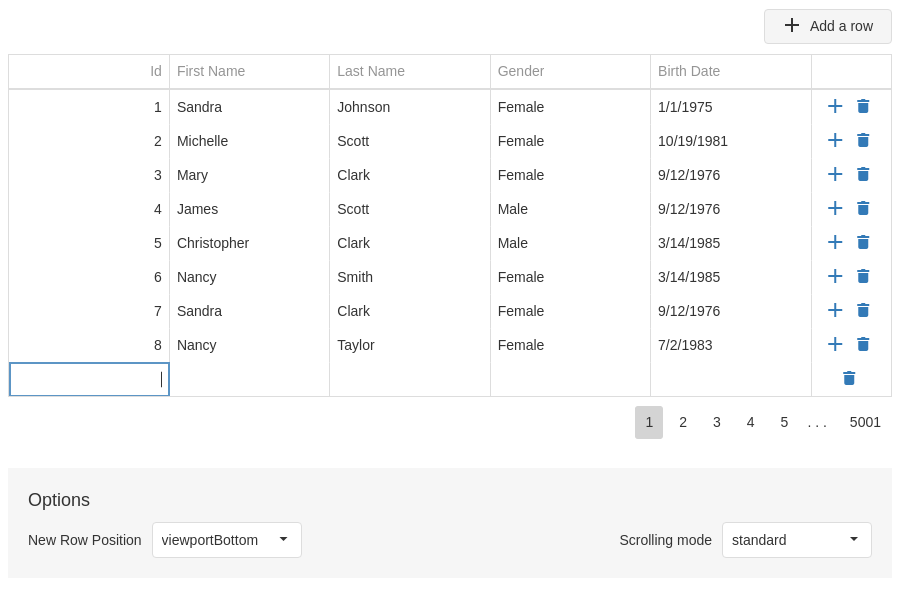 Add a row
Id First Name Last Name Gender Birth Date
1 Sandra Johnson Female 1/1/1975
2 Michelle Scott Female 10/19/1981
3 Mary Clark Female 9/12/1976
4 James Scott Male 9/12/1976
5 Christopher Clark Male 3/14/1985
6 Nancy Smith Female 3/14/1985
7 Sandra Clark Female 9/12/1976
8 Nancy Taylor Female 7/2/1983
1 2 3 4 5 . . . 5001
Options
New Row Position viewportBottom Scrolling mode standard